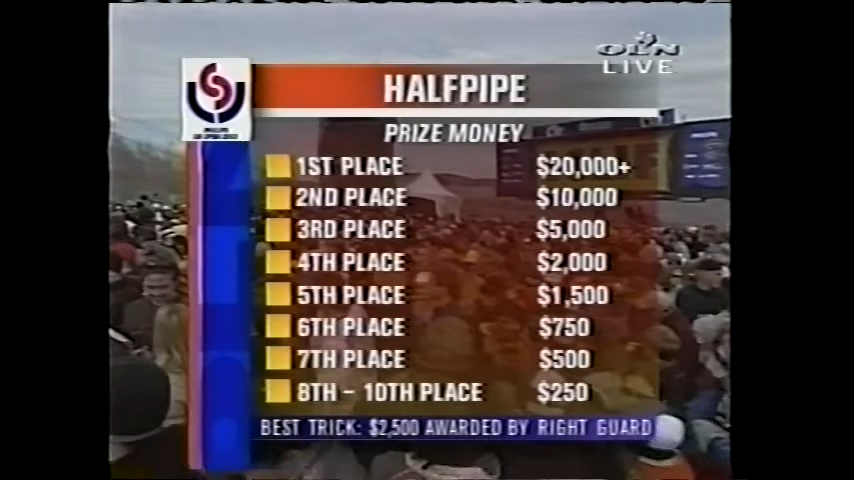 OLN
LIVE
HALFPIPE
PRIZE MONEY
1ST PLACE $20,000+
2ND PLACE $10,000
3RD PLACE $5,000
4TH PLACE $2,000
5TH PLACE $1,500
6TH PLACE $750
7TH PLACE $500
8TH - 10TH PLACE $250
BEST TRICK: $2,500 AWARDED BY RIGHT GUARD